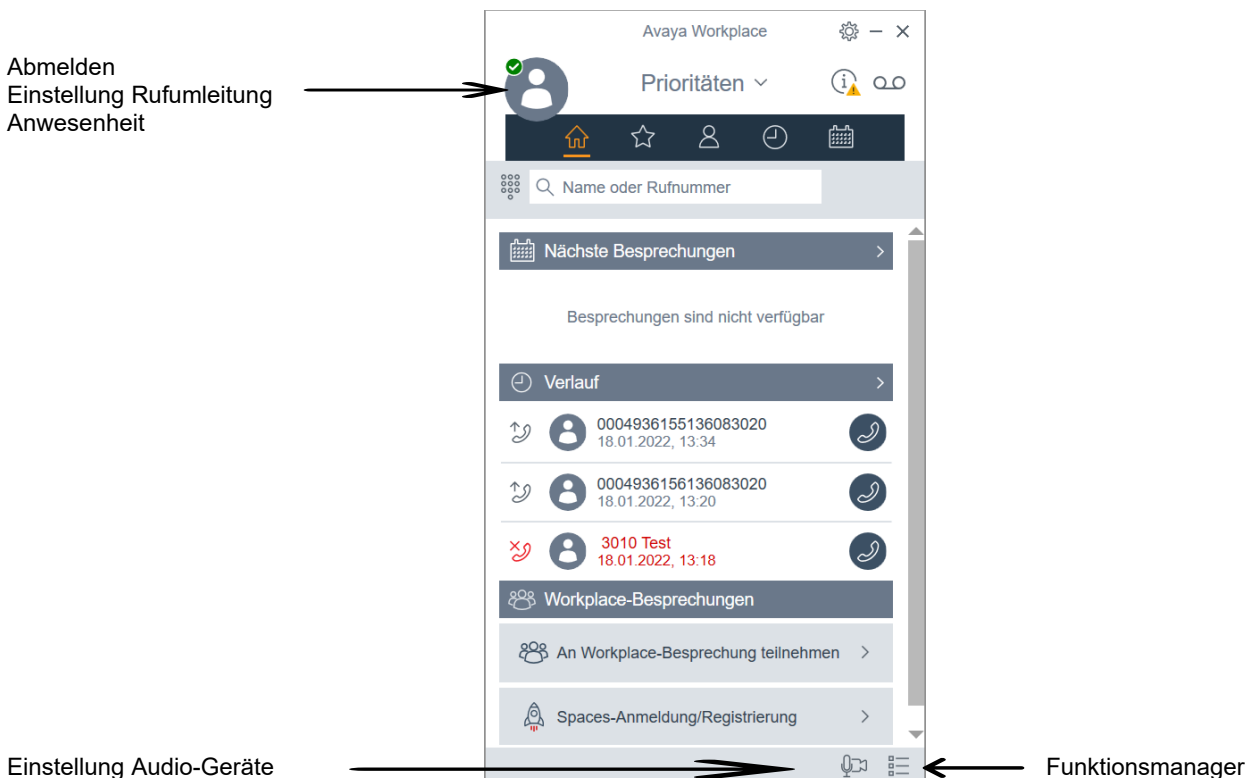 Avaya Workplace
Abmelden
Einstellung Rufumleitung
Anwesenheit
Prioritäten
Name oder Rufnummer
Nächste Besprechungen
Besprechungen sind nicht verfügbar
Verlauf
0004936155136083020
18.01.2022, 13:34
0004936156136083020
18.01.2022, 13:20
3010 Test
18.01.2022, 13:18
Workplace-Besprechungen
An Workplace-Besprechung teilnehmen
Spaces-Anmeldung/Registrierung
Einstellung Audio-Geräte
Funktionsmanager